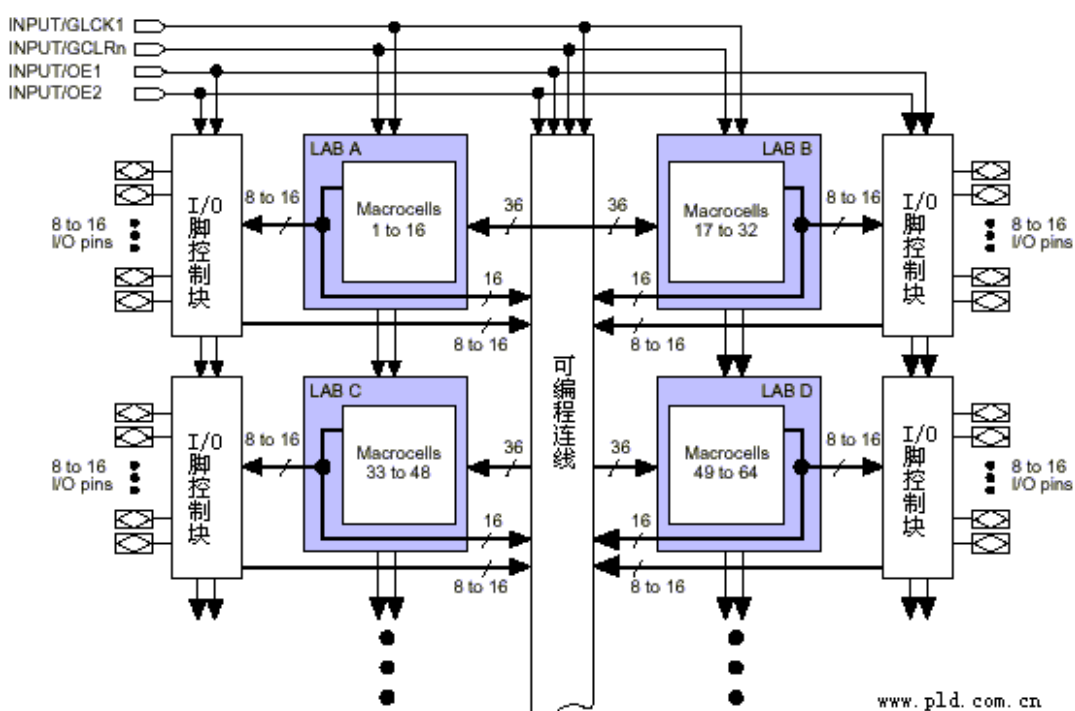 INPUT/GLCK1
INPUT/GCLRn
INPUT/OE1
INPUT/OE2
LAB A
LAB B
8 to 16
I/O pins
I/O脚控制块
8 to 16
Macrocells
1 to 16
36
36
Macrocells
17 to 32
8 to 16
I/O脚控制块
8 to 16
I/O pins
16
16
8 to 16
8 to 16
可编程连线
LAB C
LAB D
8 to 16
I/O pins
I/O脚控制块
8 to 16
Macrocells
33 to 48
36
36
Macrocells
49 to 64
8 to 16
I/O脚控制块
8 to 16
I/O pins
16
16
8 to 16
8 to 16
www.pld.com.cn